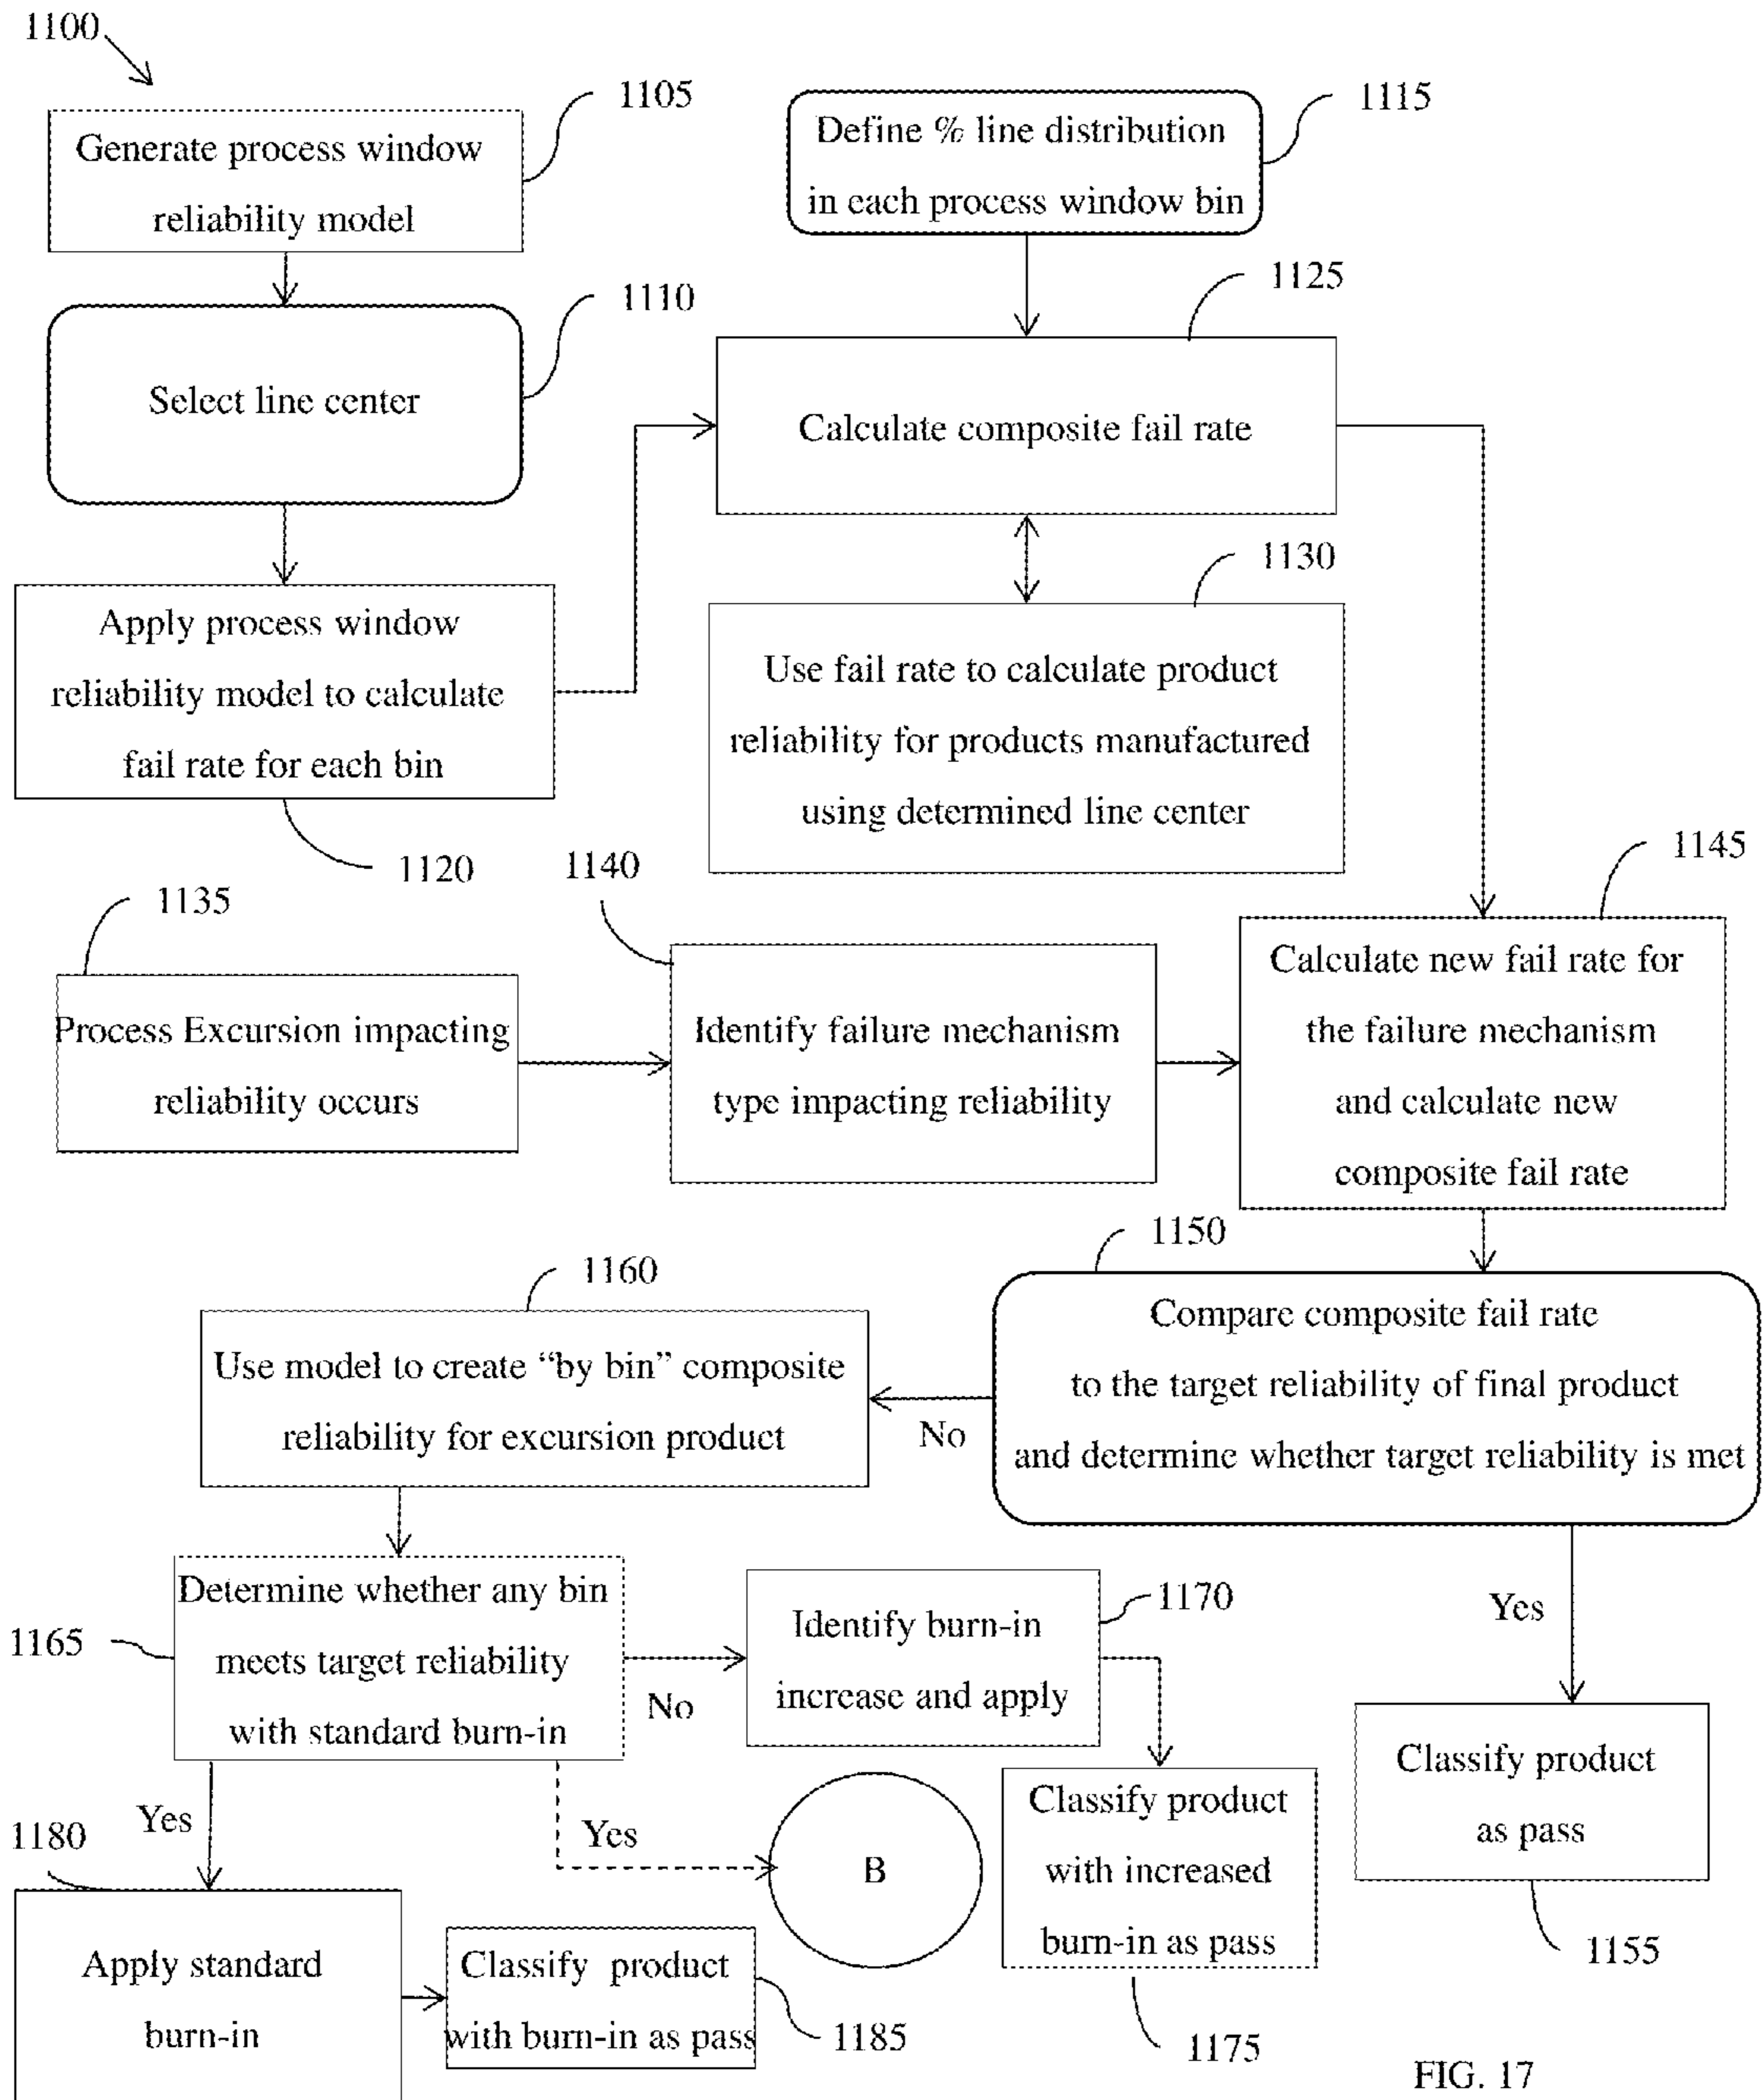 1100
1105
Generate process window
reliability model
1115
Define % line distribution
in each process window bin
1110
Select line center
1125
Calculate composite fail rate
Apply process window
reliability model to calculate
fail rate for each bin
1120
1130
Use fail rate to calculate product
reliability for products manufactured
using determined line center
1135
Process Excursion impacting
reliability occurs
1140
Identify failure mechanism
type impacting reliability
1145
Calculate new fail rate for
the failure mechanism
and calculate new
composite fail rate
1150
Compare composite fail rate
to the target reliability of final product
and determine whether target reliability is met
No
Yes
1160
Use model to create “by bin” composite
reliability for excursion product
1165
Determine whether any bin
meets target reliability
with standard burn-in
No
1170
Identify burn-in
increase and apply
Classify product
as pass
1155
Yes
Yes
B
Classify product
with increased
burn-in as pass
1175
1180
Apply standard
burn-in
Classify product
with burn-in as pass
1185
FIG. 17